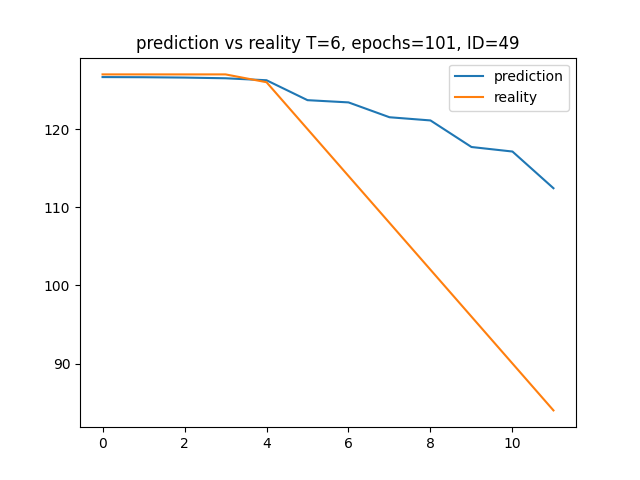 prediction vs reality T=6, epochs=101, ID=49
prediction
reality
120
110
100
90
0 2 4 6 8 10